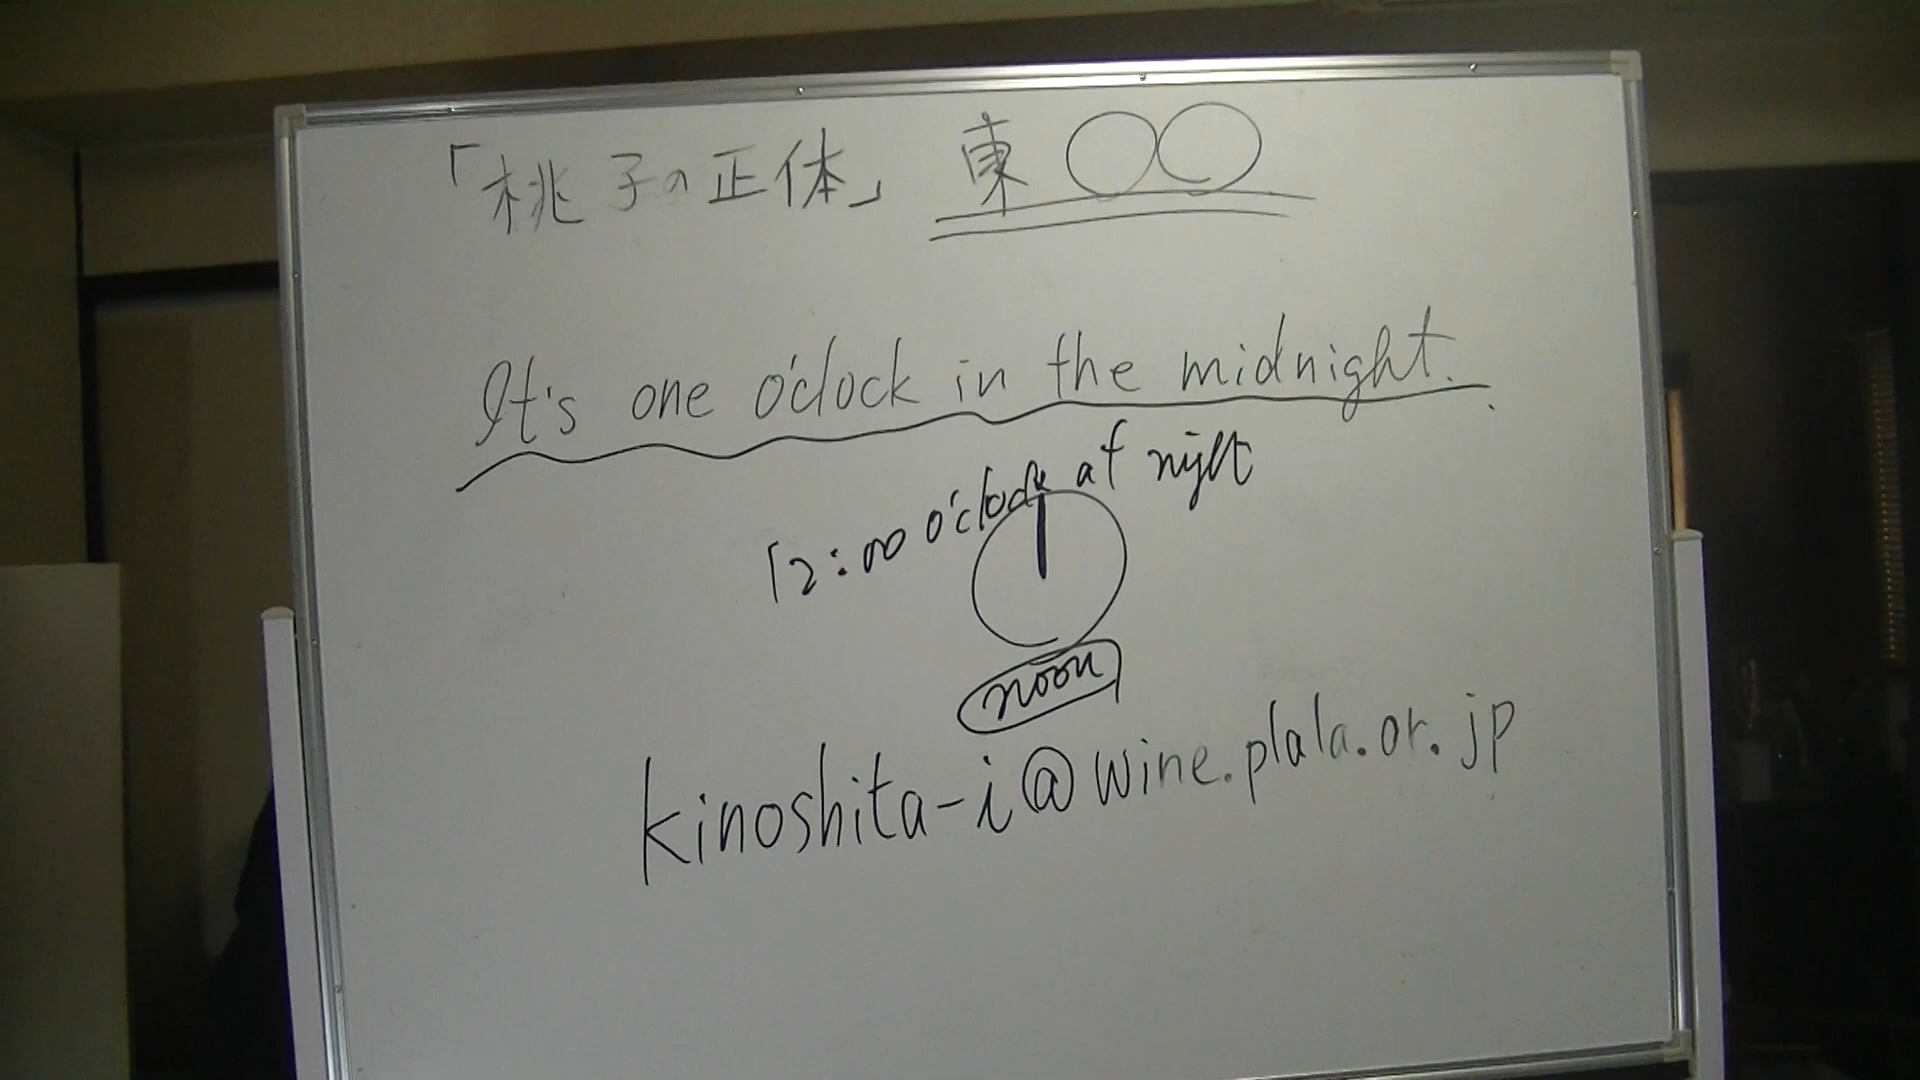 「桃子の正体」 東〇〇
It's one o'clock in the midnight.
12:00 o'clock at night
noon
kinoshita-i@wine.plala.or.jp